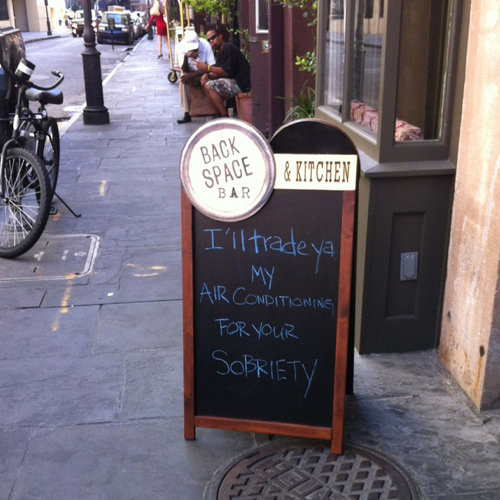 BACK
SPACE
BAR
& KITCHEN
I'll trade ya
MY
AIR CONDITIONING
FOR YOUR
SOBRIETY